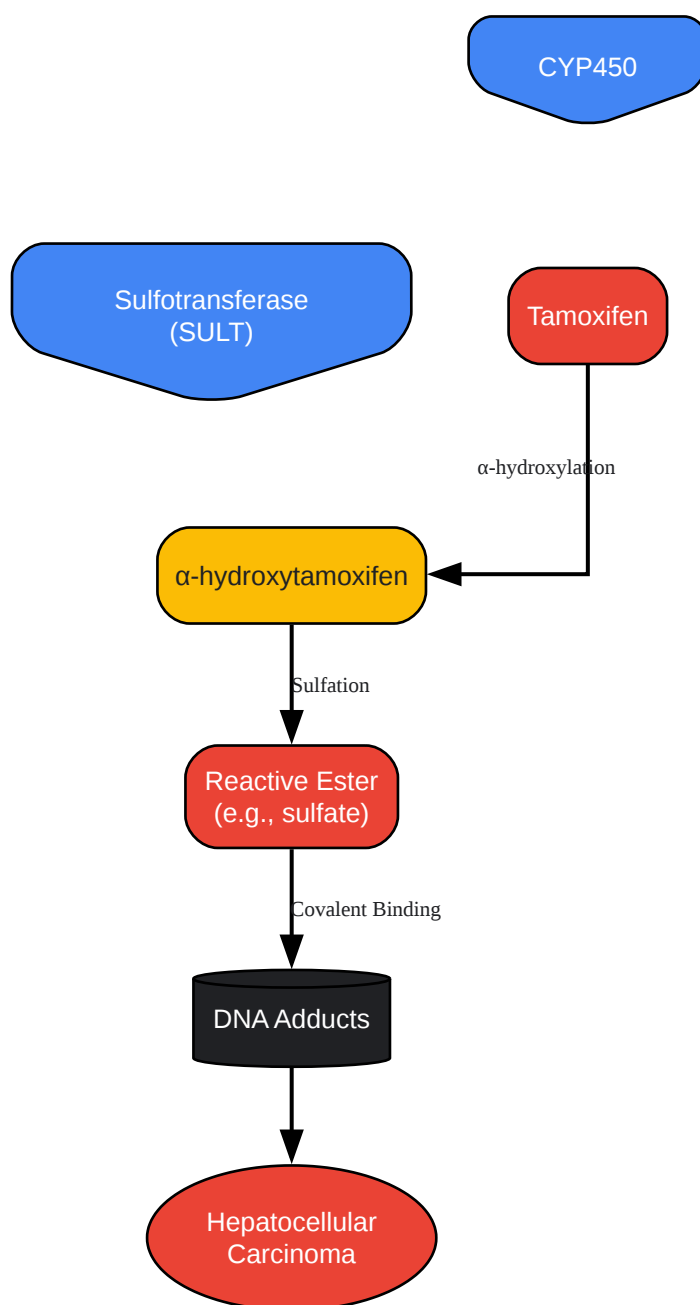 CYP450
Sulfotransferase
(SULT)
Tamoxifen
α-hydroxylation
α-hydroxytamoxifen
Sulfation
Reactive Ester
(e.g., sulfate)
Covalent Binding
DNA Adducts
Hepatocellular
Carcinoma